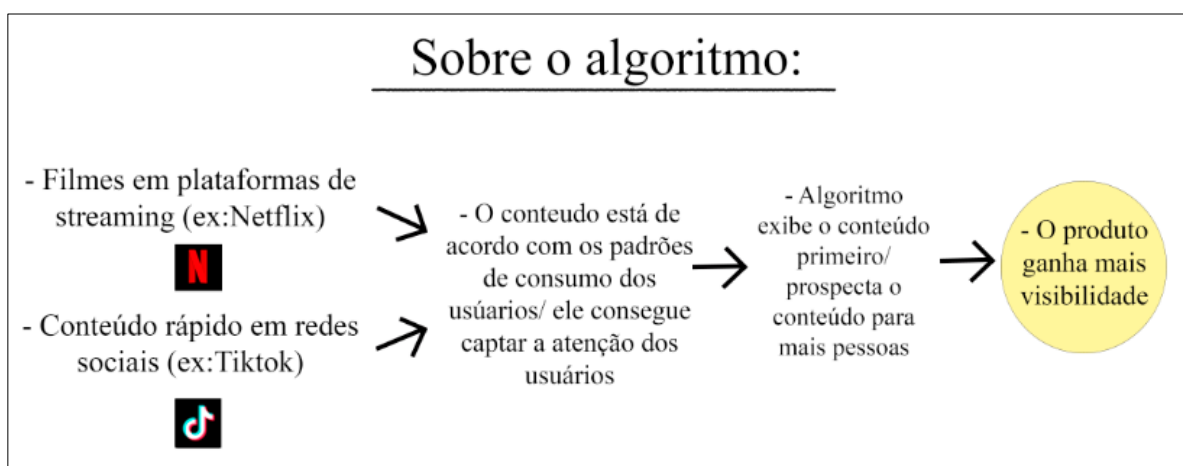 Sobre o algoritmo:
- Filmes em plataformas de
streaming (ex:Netflix)
N
- Conteúdo rápido em redes
sociais (ex:Tiktok)
- O conteudo está de
acordo com os padrões
de consumo dos
usúários/ ele consegue
captar a atenção dos
usuários
- Algoritmo
exibe o conteúdo
primeiro/
prospecta o
conteúdo para
mais pessoas
- O produto
ganha mais
visibilidade